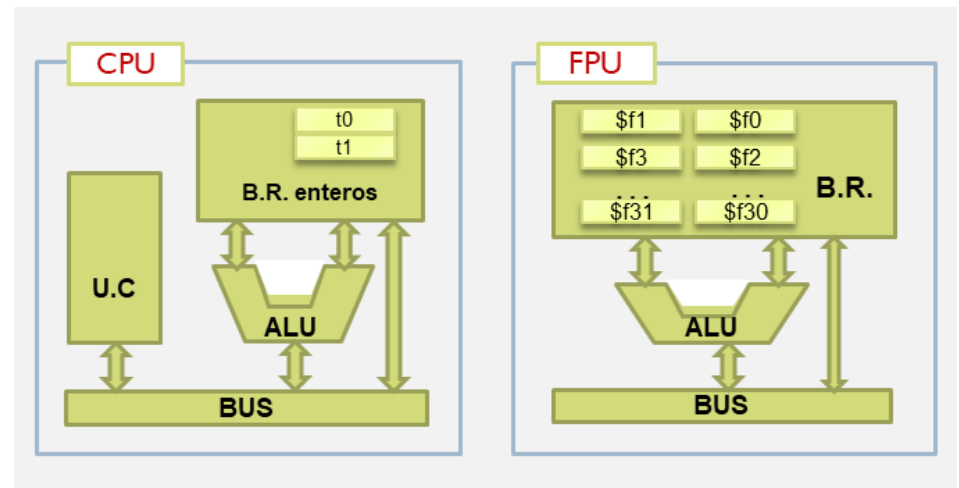 CPU
t0
t1
B.R. enteros
U.C
ALU
BUS
FPU
$f1 $f0
$f3 $f2
... ...
$f31 $f30
B.R.
ALU
BUS